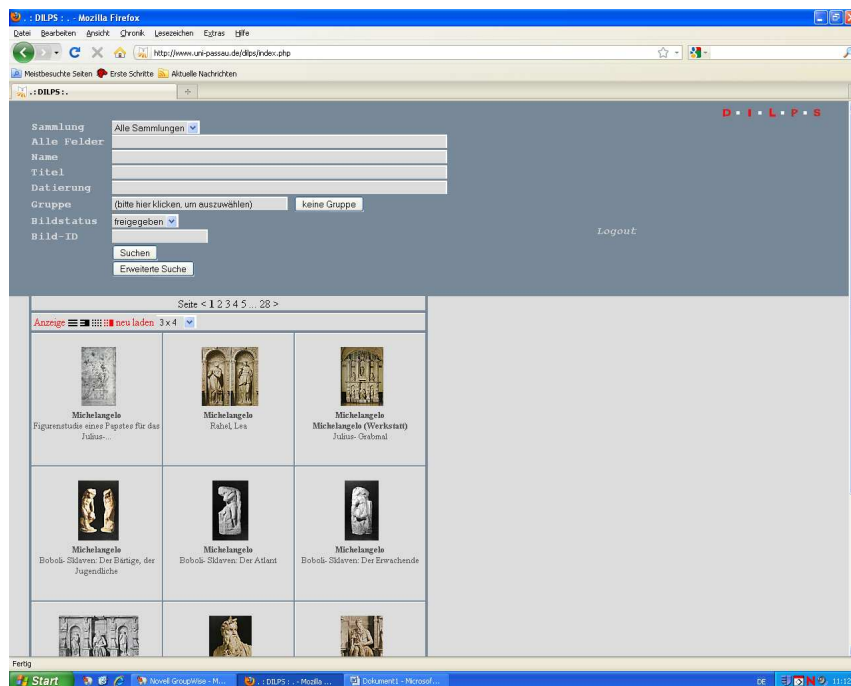 . : DILPS : . - Mozilla Firefox
Datei Bearbeiten Ansicht Chronik Lesezeichen Extras Hilfe
http://www.uni-passau.de/dilps/index.php
Meistbesuchte Seiten Erste Schritte Aktuelle Nachrichten
.:DILPS:.
D I L P S
Sammlung Alle Sammlungen
Alle Felder
Name
Titel
Datierung
Gruppe (bitte hier klicken, um auszuwählen) keine Gruppe
Bildstatus freigegeben
Logout
Bild-ID
Suchen
Erweiterte Suche
Seite < 1 2 3 4 5 ... 28 >
Anzeige neu laden 3 x 4
Michelangelo
Figurenstudie eines Papstes für das
Julius-...
Michelangelo
Rahel, Lea
Michelangelo
Michelangelo (Werkstatt)
Julius- Grabmal
Michelangelo
Boboli- Sklaven: Der Bärtige, der
Jugendliche
Michelangelo
Boboli- Sklaven: Der Atlant
Michelangelo
Boboli- Sklaven: Der Erwachende
Fertig
Start Novell GroupWise - M... . : DILPS : . - Mozilla ... Dokument1 - Microsof... DE 11:12